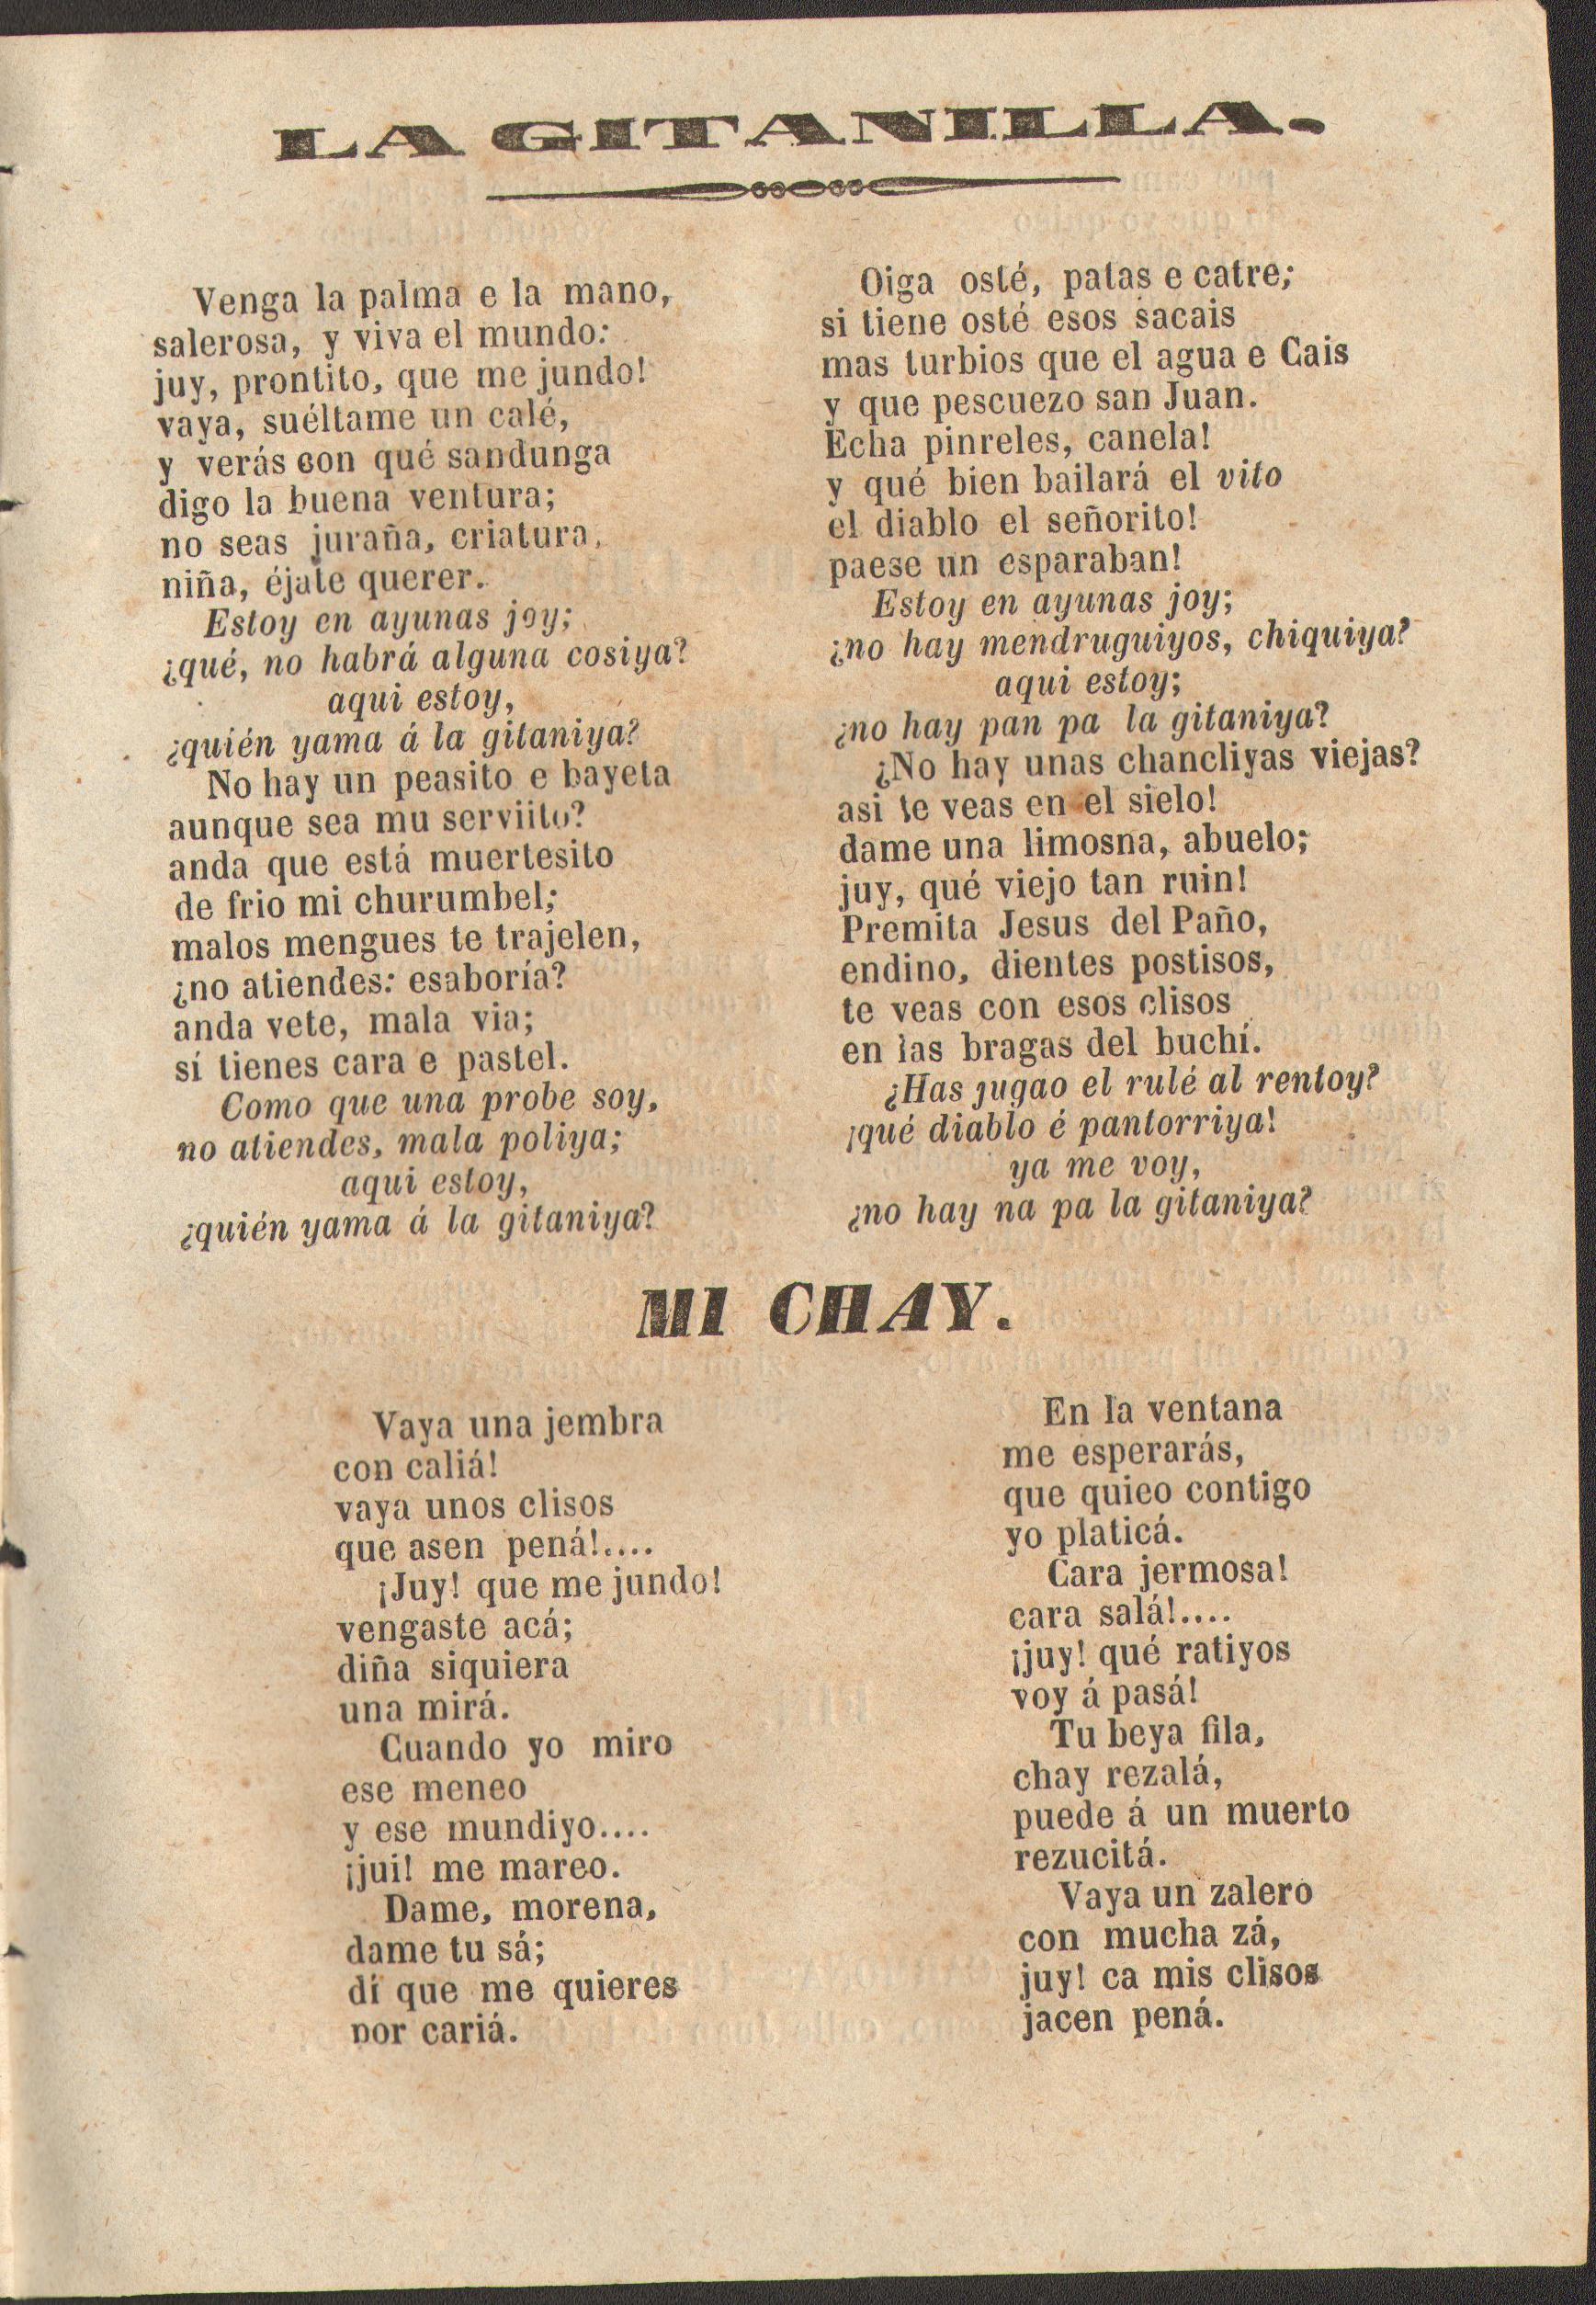 LA GITANILLA.
Venga la palma e la mano,
salerosa, y viva el mundo:
juy, prontito, que me jundo!
vaya, suéltame un calé,
y verás con qué sandunga
digo la buena ventura;
no seas juraña, criatura,
niña, éjate querer.
Estoy en ayunas joy;
¿qué, no habrá alguna cosiya?
aqui estoy,
¿quién yama á la gitaniya?
No hay un peasito e bayeta
aunque sea mu serviito?
anda que está muertesito
de frio mi churumbel;
malos mengues te trajelen,
¿no atiendes: esaboría?
anda vete, mala via;
sí tienes cara e pastel.
Como que una probe soy,
no atiendes, mala poliya;
aqui estoy,
¿quién yama á la gitaniya?
Oiga osté, patas e catre;
si tiene osté esos sacais
mas turbios que el agua e Cais
y que pescuezo san Juan.
Echa pinreles, canela!
y qué bien bailará el vito
el diablo el señorito!
paese un esparaban!
Estoy en ayunas joy;
¿no hay mendruguiyos, chiquiya?
aqui estoy;
¿no hay pan pa la gitaniya?
¿No hay unas chancliyas viejas?
asi te veas en el sielo!
dame una limosna, abuelo;
juy, qué viejo tan ruin!
Premita Jesus del Paño,
endino, dientes postisos,
te veas con esos clisos
en las bragas del buchí.
¿Has jugao el rulé al rentoy?
¡qué diablo é pantorriya!
ya me voy,
¿no hay na pa la gitaniya?
MI CHAY.
Vaya una jembra
con caliá!
vaya unos clisos
que asen pená!....
¡Juy! que me jundo!
vengaste acá;
diña siquiera
una mirá.
Cuando yo miro
ese meneo
y ese mundiyo....
¡jui! me mareo.
Dame, morena,
dame tu sá;
dí que me quieres
por cariá.
En la ventana
me esperarás,
que quieo contigo
yo platicá.
Cara jermosa!
cara salá!....
¡juy! qué ratiyos
voy á pasá!
Tu beya fila,
chay rezalá,
puede á un muerto
rezucitá.
Vaya un zalero
con mucha zá,
juy! ca mis clisos
jacen pená.